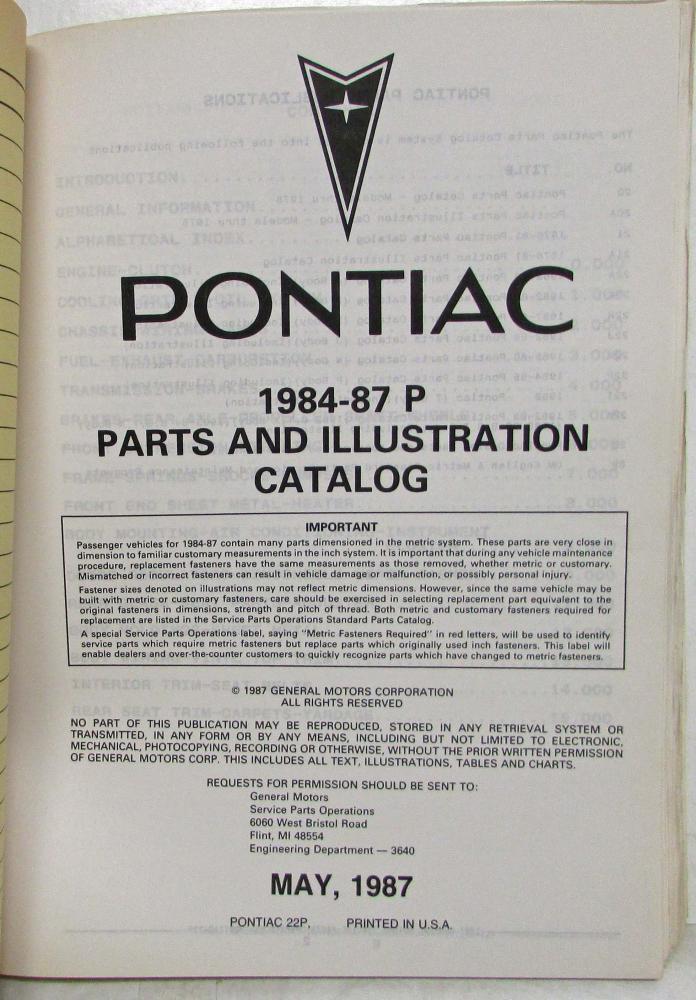 PONTIAC
1984-87 P
PARTS AND ILLUSTRATION
CATALOG
IMPORTANT
Passenger vehicles for 1984-87 contain many parts dimensioned in the metric system. These parts are very close in
dimension to familiar customary measurements in the inch system. It is important that during any vehicle maintenance
procedure, replacement fasteners have the same measurements as those removed, whether metric or customary.
Mismatched or incorrect fasteners can result in vehicle damage or malfunction, or possibly personal injury.
Fastener sizes denoted on illustrations may not reflect metric dimensions. However, since the same vehicle may be
built with metric or customary fasteners, care should be exercised in selecting replacement part equivalent to the
original fasteners in dimensions, strength and pitch of thread. Both metric and customary fasteners required for
replacement are listed in the Service Parts Operations Standard Parts Catalog.
A special Service Parts Operations label, saying "Metric Fasteners Required" in red letters, will be used to identify
service parts which require metric fasteners but replace parts which originally used inch fasteners. This label will
enable dealers and over-the-counter customers to quickly recognize parts which have changed to metric fasteners.
© 1987 GENERAL MOTORS CORPORATION
ALL RIGHTS RESERVED
NO PART OF THIS PUBLICATION MAY BE REPRODUCED, STORED IN ANY RETRIEVAL SYSTEM OR
TRANSMITTED, IN ANY FORM OR BY ANY MEANS, INCLUDING BUT NOT LIMITED TO ELECTRONIC,
MECHANICAL, PHOTOCOPYING, RECORDING OR OTHERWISE, WITHOUT THE PRIOR WRITTEN PERMISSION
OF GENERAL MOTORS CORP. THIS INCLUDES ALL TEXT, ILLUSTRATIONS, TABLES AND CHARTS.
REQUESTS FOR PERMISSION SHOULD BE SENT TO:
General Motors
Service Parts Operations
6060 West Bristol Road
Flint, MI 48554
Engineering Department — 3640
MAY, 1987
PONTIAC 22P. PRINTED IN U.S.A.